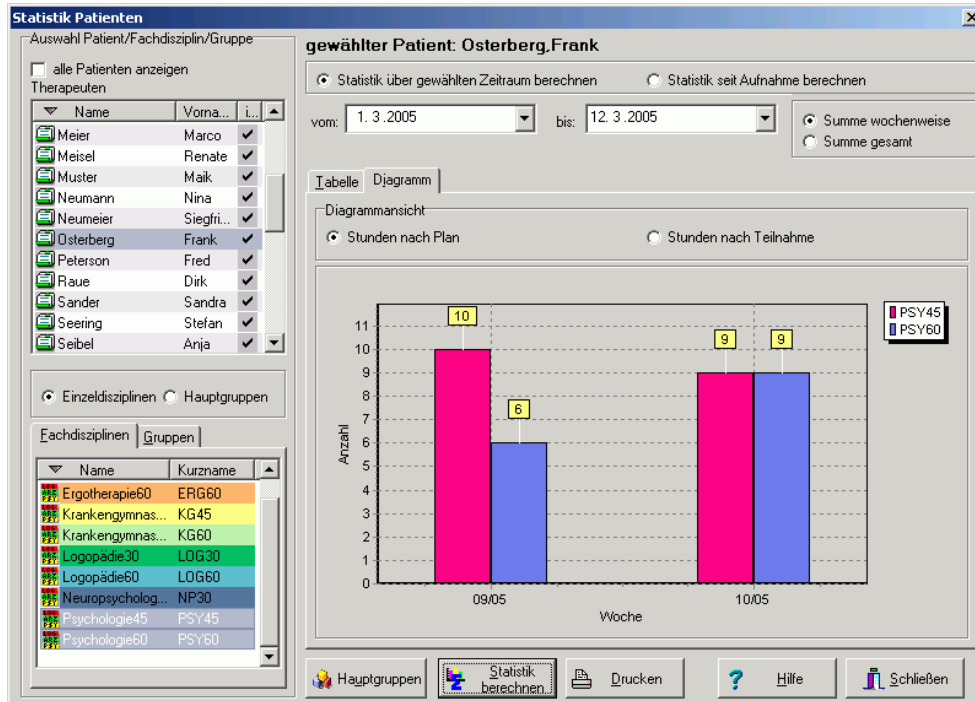 Statistik Patienten
Auswahl Patient/Fachdisziplin/Gruppe
alle Patienten anzeigen
Therapeuten
Name Vorna... i...
Meier Marco
Meisel Renate
Muster Maik
Neumann Nina
Neumeier Siegfri...
Osterberg Frank
Peterson Fred
Raue Dirk
Sander Sandra
Seering Stefan
Seibel Anja
Einzeldisziplinen Hauptgruppen
Fachdisziplinen Gruppen
Name Kurzname
Ergotherapie60 ERG60
Krankengymnas... KG45
Krankengymnas... KG60
Logopädie30 LOG30
Logopädie60 LOG60
Neuropsycholog... NP30
Psychologie45 PSY45
Psychologie60 PSY60
gewählter Patient: Osterberg,Frank
Statistik über gewählten Zeitraum berechnen Statistik seit Aufnahme berechnen
vom: 1. 3.2005 bis: 12. 3.2005
Summe wochenweise
Summe gesamt
Tabelle Diagramm
Diagrammansicht
Stunden nach Plan Stunden nach Teilnahme
PSY45
PSY60
10
6
9 9
11
10
9
8
7
6
5
4
3
2
1
0
Anzahl
09/05 10/05
Woche
Hauptgruppen Statistik berechnen Drucken ? Hilfe Schließen